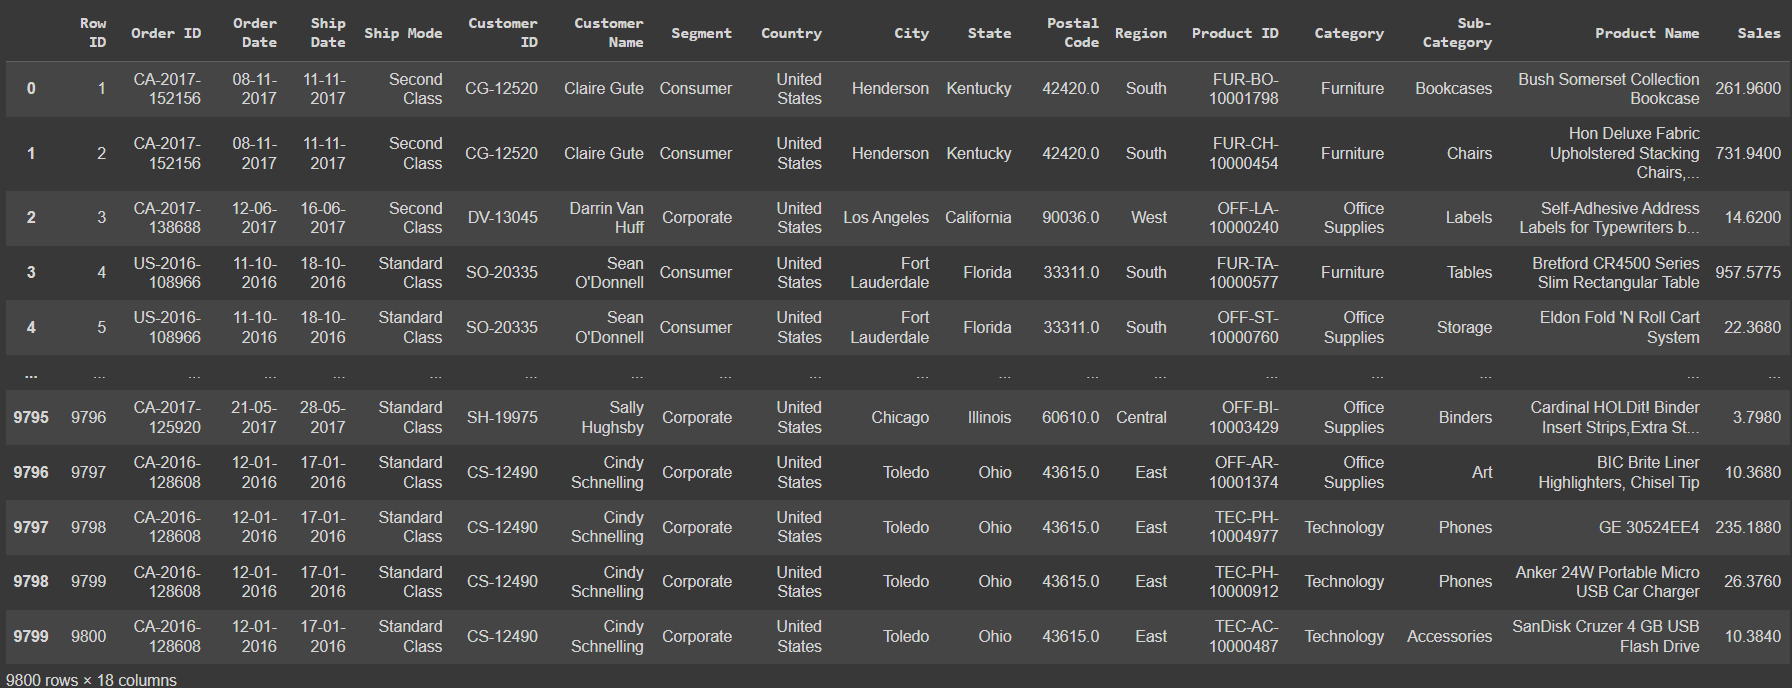 Row ID Order ID Order Date Ship Date Ship Mode Customer ID Customer Name Segment Country City State Postal Code Region Product ID Category Sub-Category Product Name Sales
0 1 CA-2017-152156 08-11-2017 11-11-2017 Second Class CG-12520 Claire Gute Consumer United States Henderson Kentucky 42420.0 South FUR-BO-10001798 Furniture Bookcases Bush Somerset Collection Bookcase 261.9600
1 2 CA-2017-152156 08-11-2017 11-11-2017 Second Class CG-12520 Claire Gute Consumer United States Henderson Kentucky 42420.0 South FUR-CH-10000454 Furniture Chairs Hon Deluxe Fabric Upholstered Stacking Chairs,... 731.9400
2 3 CA-2017-138688 12-06-2017 16-06-2017 Second Class DV-13045 Darrin Van Huff Corporate United States Los Angeles California 90036.0 West OFF-LA-10000240 Office Supplies Labels Self-Adhesive Address Labels for Typewriters b... 14.6200
3 4 US-2016-108966 11-10-2016 18-10-2016 Standard Class SO-20335 Sean O'Donnell Consumer United States Fort Lauderdale Florida 33311.0 South FUR-TA-10000577 Furniture Tables Bretford CR4500 Series Slim Rectangular Table 957.5775
4 5 US-2016-108966 11-10-2016 18-10-2016 Standard Class SO-20335 Sean O'Donnell Consumer United States Fort Lauderdale Florida 33311.0 South OFF-ST-10000760 Office Supplies Storage Eldon Fold 'N Roll Cart System 22.3680
... ... ... ... ... ... ... ... ... ... ... ... ... ... ... ... ... ... ...
9795 9796 CA-2017-125920 21-05-2017 28-05-2017 Standard Class SH-19975 Sally Hughsby Corporate United States Chicago Illinois 60610.0 Central OFF-BI-10003429 Office Supplies Binders Cardinal HOLDit! Binder Insert Strips,Extra St... 3.7980
9796 9797 CA-2016-128608 12-01-2016 17-01-2016 Standard Class CS-12490 Cindy Schnelling Corporate United States Toledo Ohio 43615.0 East OFF-AR-10001374 Office Supplies Art BIC Brite Liner Highlighters, Chisel Tip 10.3680
9797 9798 CA-2016-128608 12-01-2016 17-01-2016 Standard Class CS-12490 Cindy Schnelling Corporate United States Toledo Ohio 43615.0 East TEC-PH-10004977 Technology Phones GE 30524EE4 235.1880
9798 9799 CA-2016-128608 12-01-2016 17-01-2016 Standard Class CS-12490 Cindy Schnelling Corporate United States Toledo Ohio 43615.0 East TEC-PH-10000912 Technology Phones Anker 24W Portable Micro USB Car Charger 26.3760
9799 9800 CA-2016-128608 12-01-2016 17-01-2016 Standard Class CS-12490 Cindy Schnelling Corporate United States Toledo Ohio 43615.0 East TEC-AC-10000487 Technology Accessories SanDisk Cruzer 4 GB USB Flash Drive 10.3840
9800 rows × 18 columns